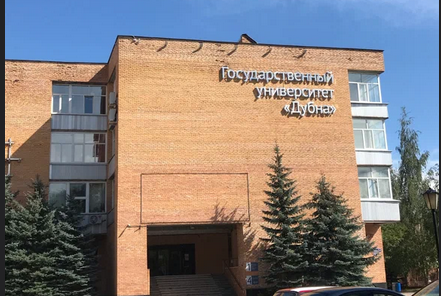 Государственный
университет
«Дубна»